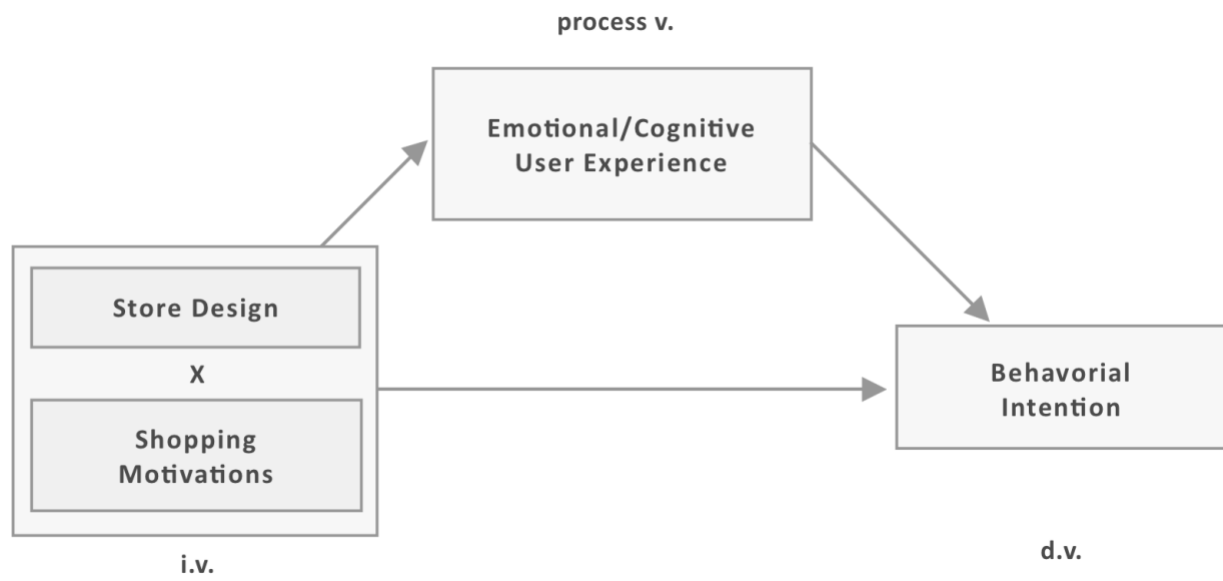 process v.
Emotional/Cognitive
User Experience
Store Design
X
Shopping
Motivations
Behavorial
Intention
i.v.
d.v.